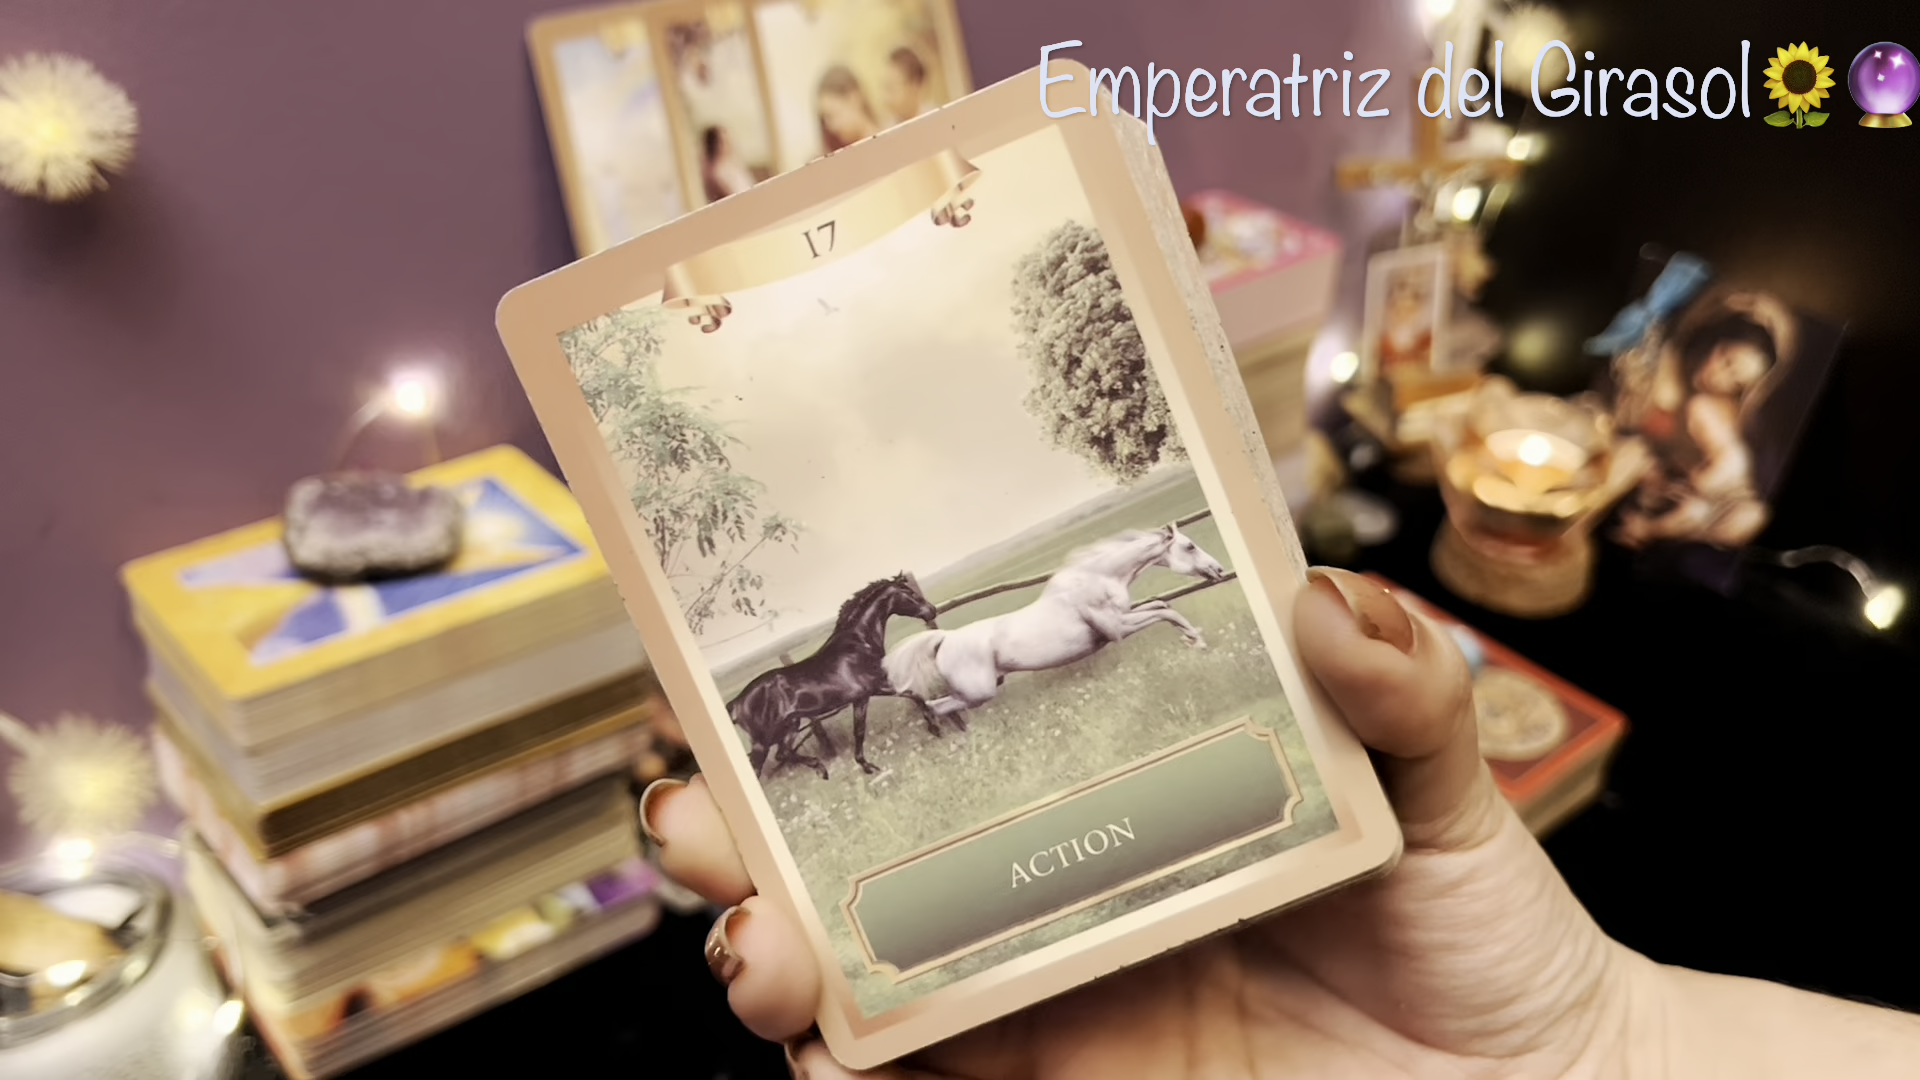 Emperatriz del Girasol🌻🔮
17
ACTION